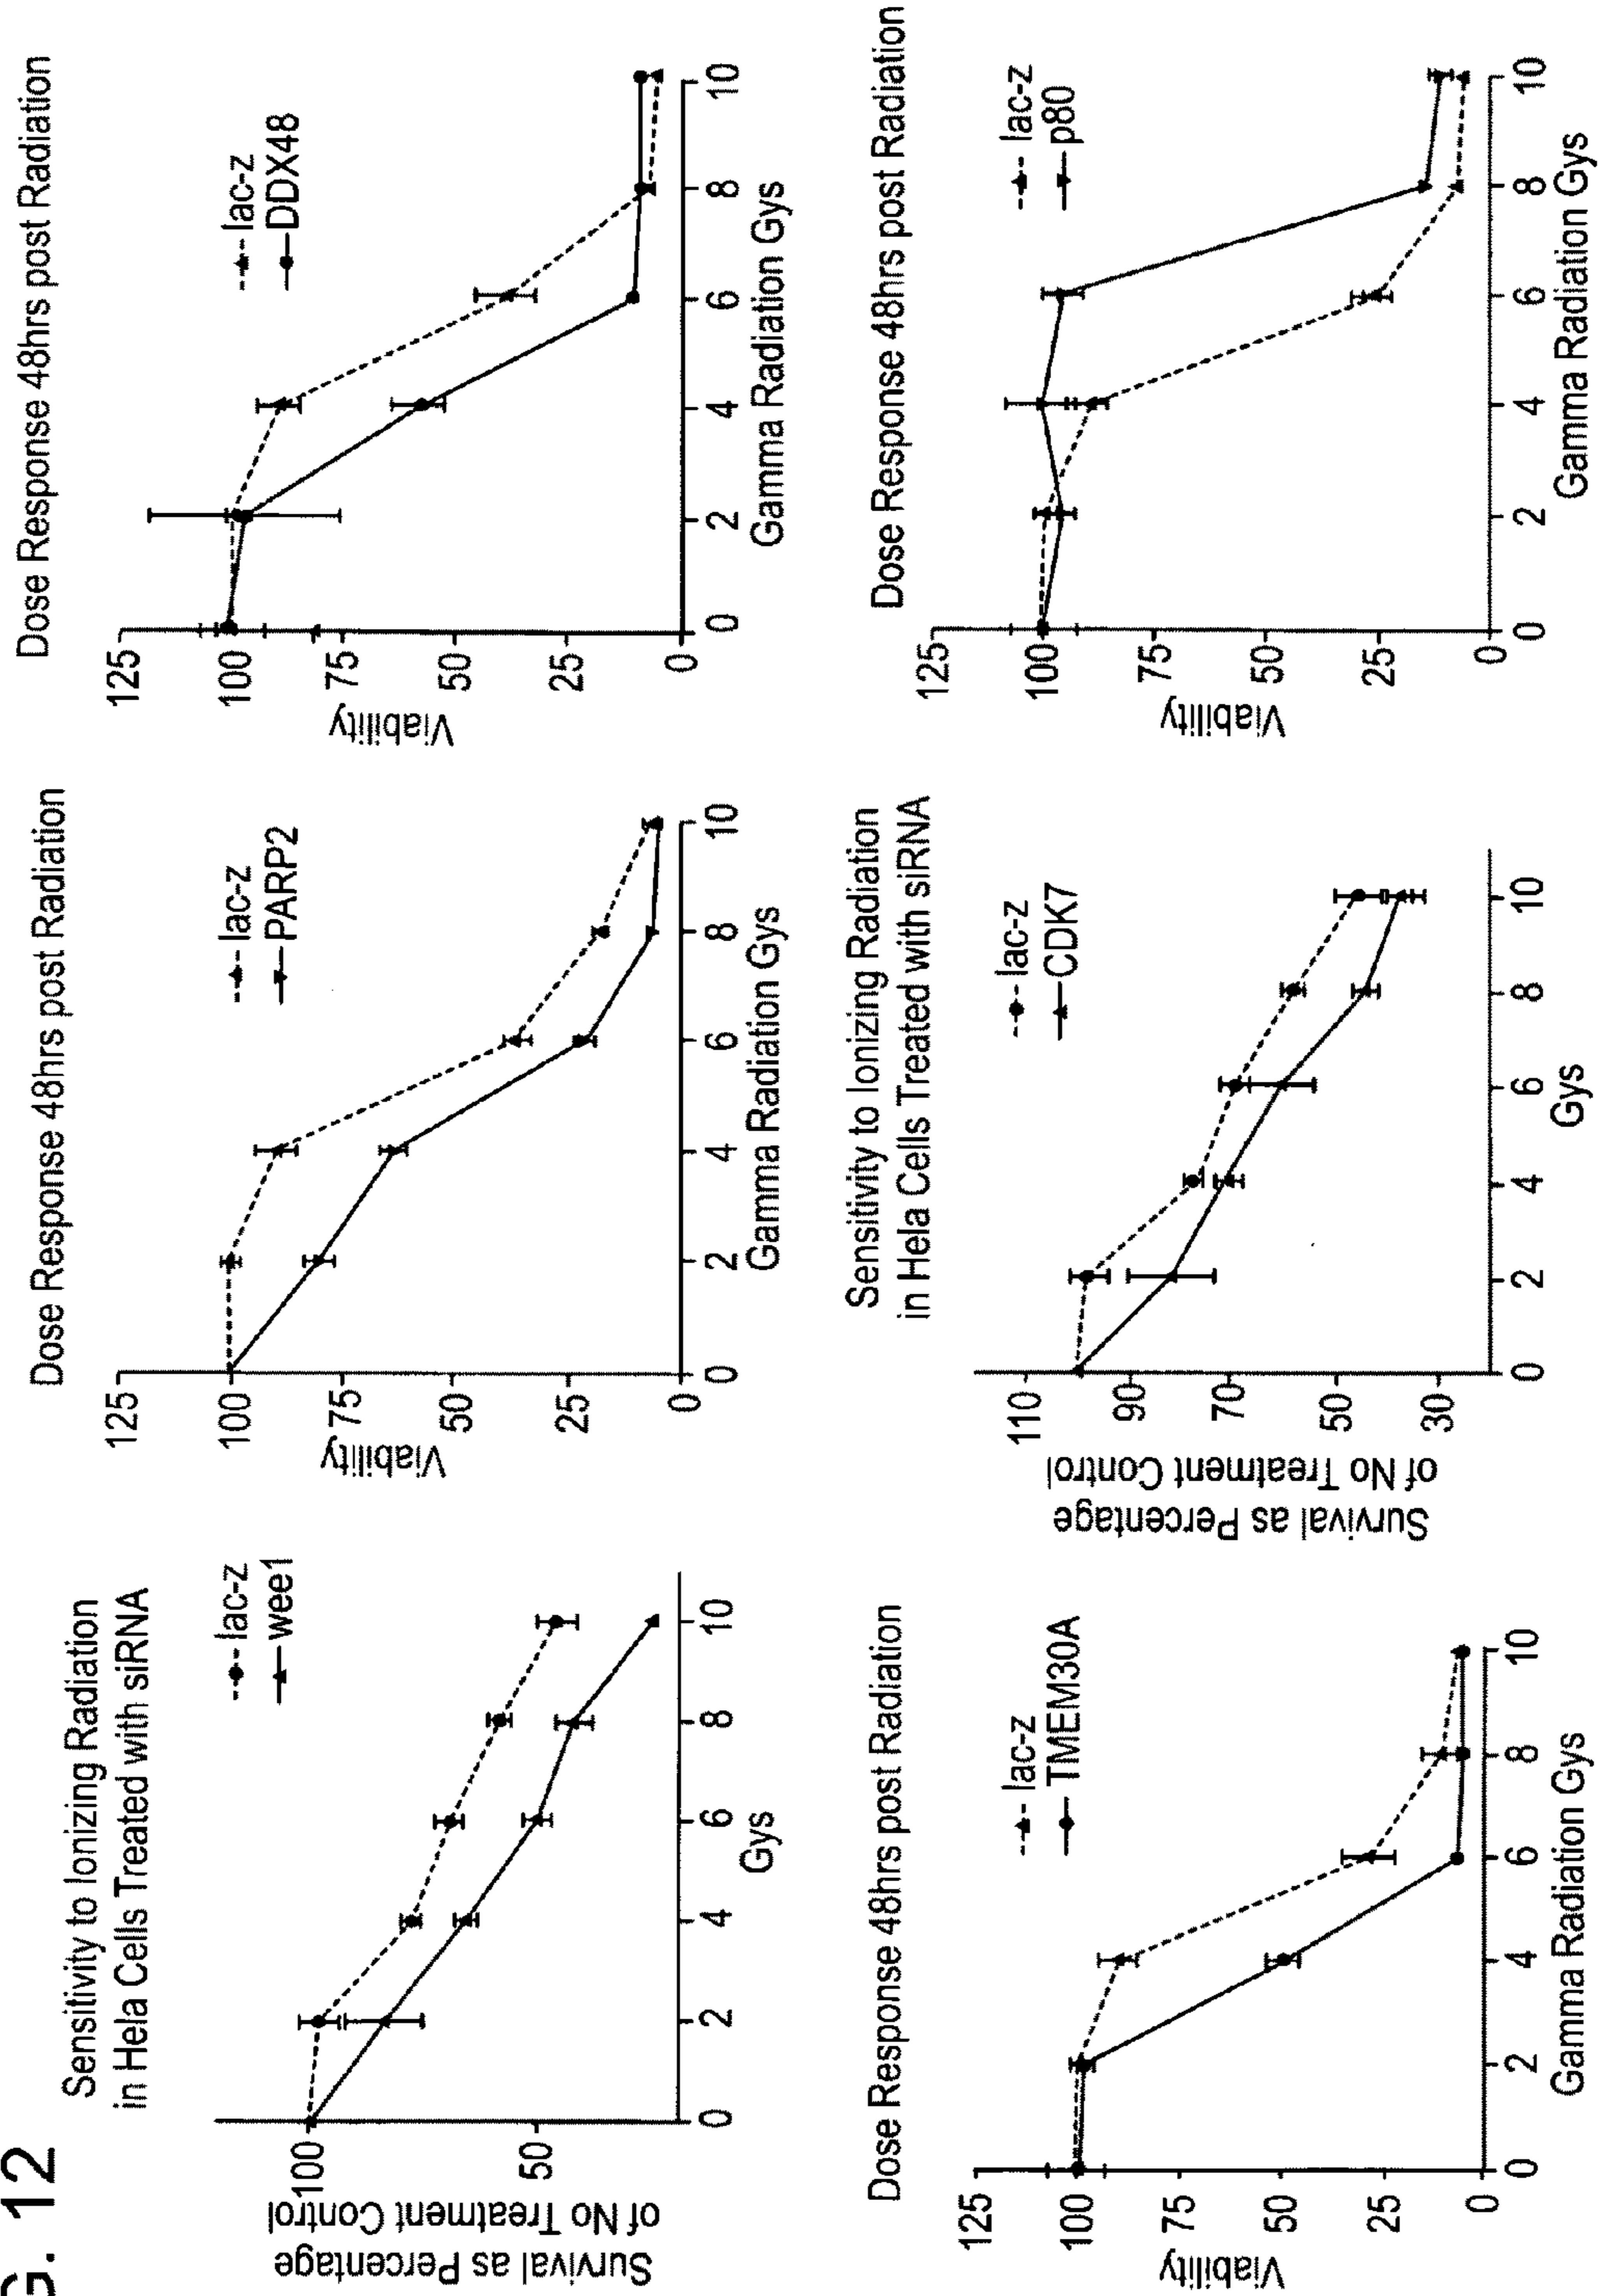 G. 12
Sensitivity to Ionizing Radiation
in Hela Cells Treated with siRNA
lac-z
wee1
100
50
Survival as Percentage
of No Treatment Control
0 2 4 6 8 10
Gys
Dose Response 48hrs post Radiation
lac-z
PARP2
125
100
75
50
25
0
Viability
0 2 4 6 8 10
Gamma Radiation Gys
Dose Response 48hrs post Radiation
lac-z
DDX48
125
100
75
50
25
0
Viability
0 2 4 6 8 10
Gamma Radiation Gys
Dose Response 48hrs post Radiation
lac-z
TMEM30A
125
100
75
50
25
0
Viability
0 2 4 6 8 10
Gamma Radiation Gys
Sensitivity to Ionizing Radiation
in Hela Cells Treated with siRNA
lac-z
CDK7
110
90
70
50
30
Survival as Percentage
of No Treatment Control
0 2 4 6 8 10
Gys
Dose Response 48hrs post Radiation
lac-z
p80
125
100
75
50
25
0
Viability
0 2 4 6 8 10
Gamma Radiation Gys